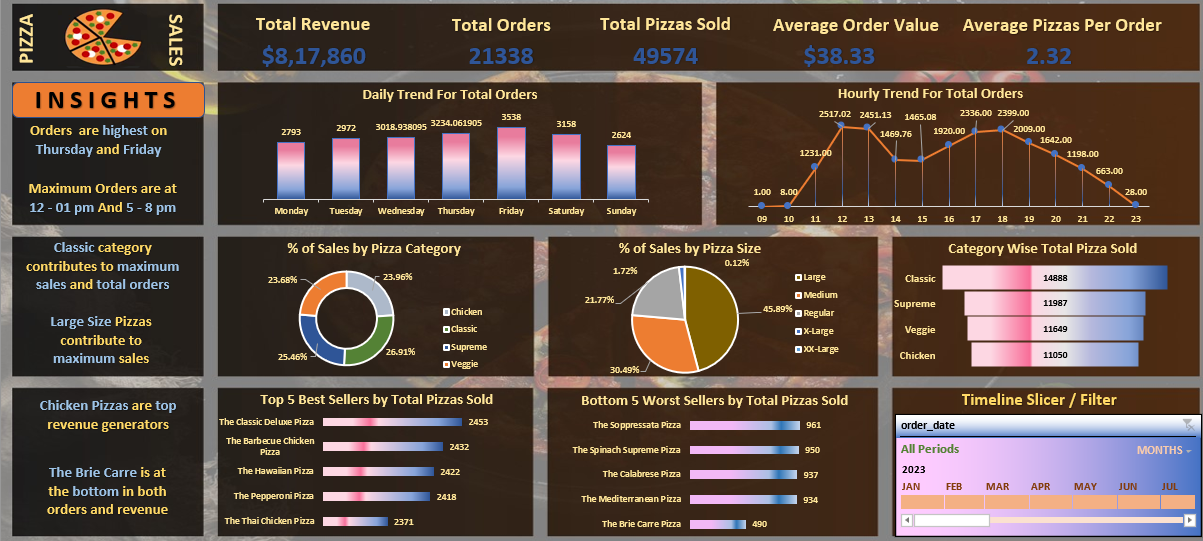 PIZZA
SALES
Total Revenue
$8,17,860
Total Orders
21338
Total Pizzas Sold
49574
Average Order Value
$38.33
Average Pizzas Per Order
2.32
INSIGHTS
Orders are highest on
Thursday and Friday
Maximum Orders are at
12 - 01 pm And 5 - 8 pm
Daily Trend For Total Orders
2793
2972
3018.938095
3234.061905
3538
3158
2624
Monday
Tuesday
Wednesday
Thursday
Friday
Saturday
Sunday
Hourly Trend For Total Orders
1.00
8.00
1231.00
2517.02
2451.13
1469.76
1465.08
1920.00
2336.00
2399.00
2009.00
1642.00
1198.00
663.00
28.00
09
10
11
12
13
14
15
16
17
18
19
20
21
22
23
Classic category
contributes to maximum
sales and total orders
Large Size Pizzas
contribute to
maximum sales
% of Sales by Pizza Category
23.68%
23.96%
25.46%
26.91%
Chicken
Classic
Supreme
Veggie
% of Sales by Pizza Size
1.72%
0.12%
21.77%
45.89%
30.49%
Large
Medium
Regular
X-Large
XX-Large
Category Wise Total Pizza Sold
Classic
14888
Supreme
11987
Veggie
11649
Chicken
11050
Chicken Pizzas are top
revenue generators
The Brie Carre is at
the bottom in both
orders and revenue
Top 5 Best Sellers by Total Pizzas Sold
The Classic Deluxe Pizza
2453
The Barbecue Chicken
Pizza
2432
The Hawaiian Pizza
2422
The Pepperoni Pizza
2418
The Thai Chicken Pizza
2371
Bottom 5 Worst Sellers by Total Pizzas Sold
The Soppressata Pizza
961
The Spinach Supreme Pizza
950
The Calabrese Pizza
937
The Mediterranean Pizza
934
The Brie Carre Pizza
490
Timeline Slicer / Filter
order_date
All Periods
MONTHS
2023
JAN
FEB
MAR
APR
MAY
JUN
JUL